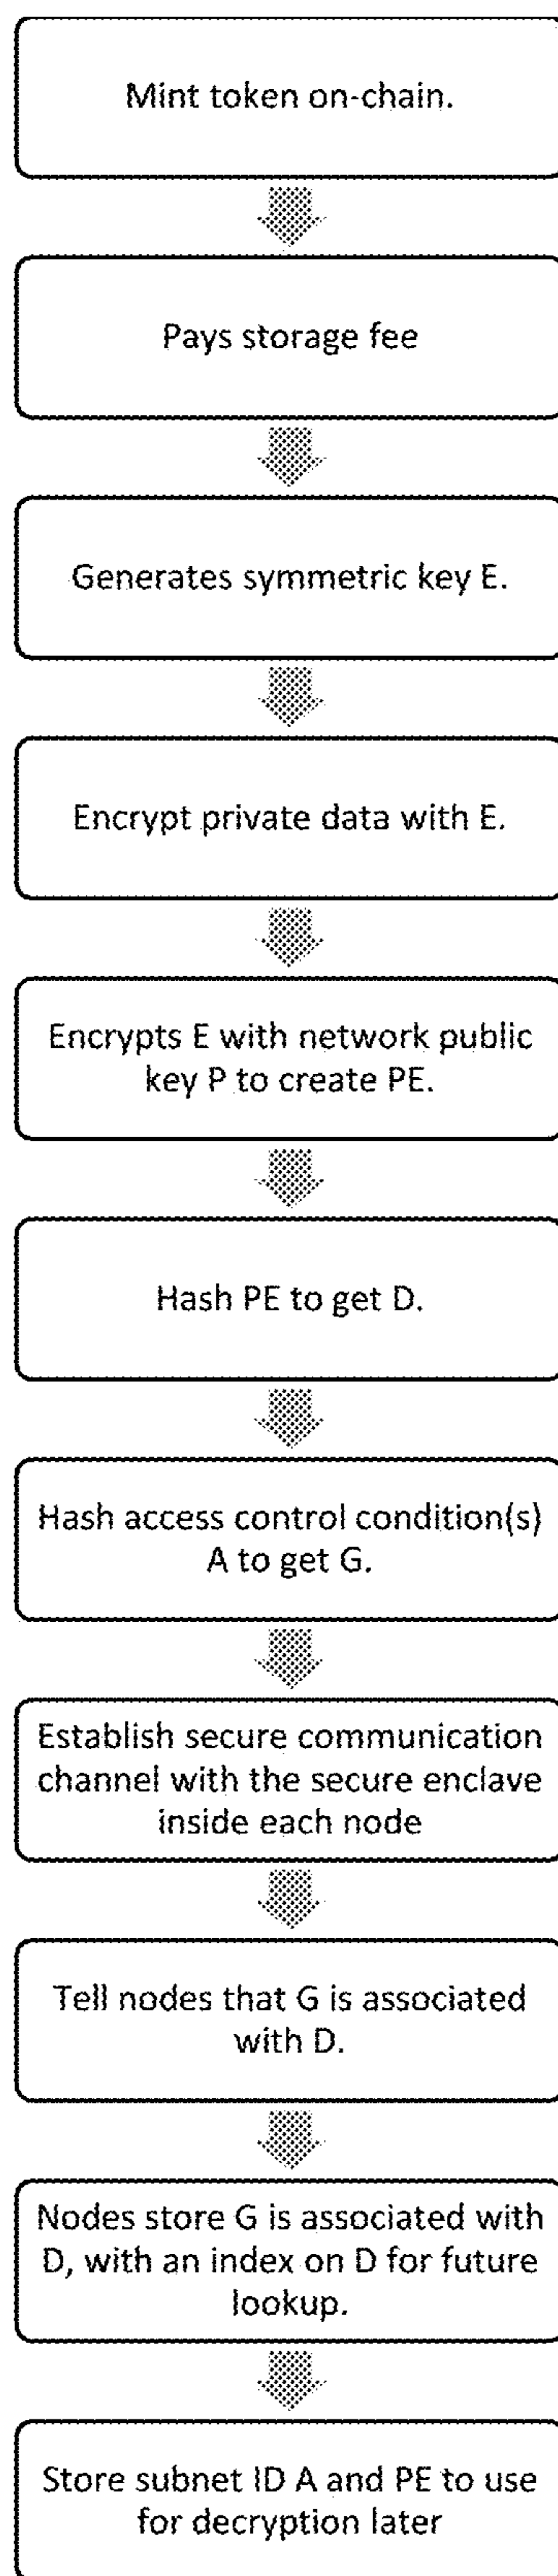 Mint token on-chain.
Pays storage fee
Generates symmetric key E.
Encrypt private data with E.
Encrypts E with network public
key P to create PE.
Hash PE to get D.
Hash access control condition(s)
A to get G.
Establish secure communication
channel with the secure enclave
inside each node
Tell nodes that G is associated
with D.
Nodes store G is associated with
D, with an index on D for future
lookup.
Store subnet ID A and PE to use
for decryption later